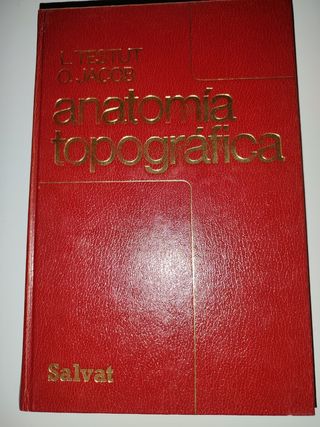 L. TESTUT
O. JACOB
anatomía
topográfica
Salvat